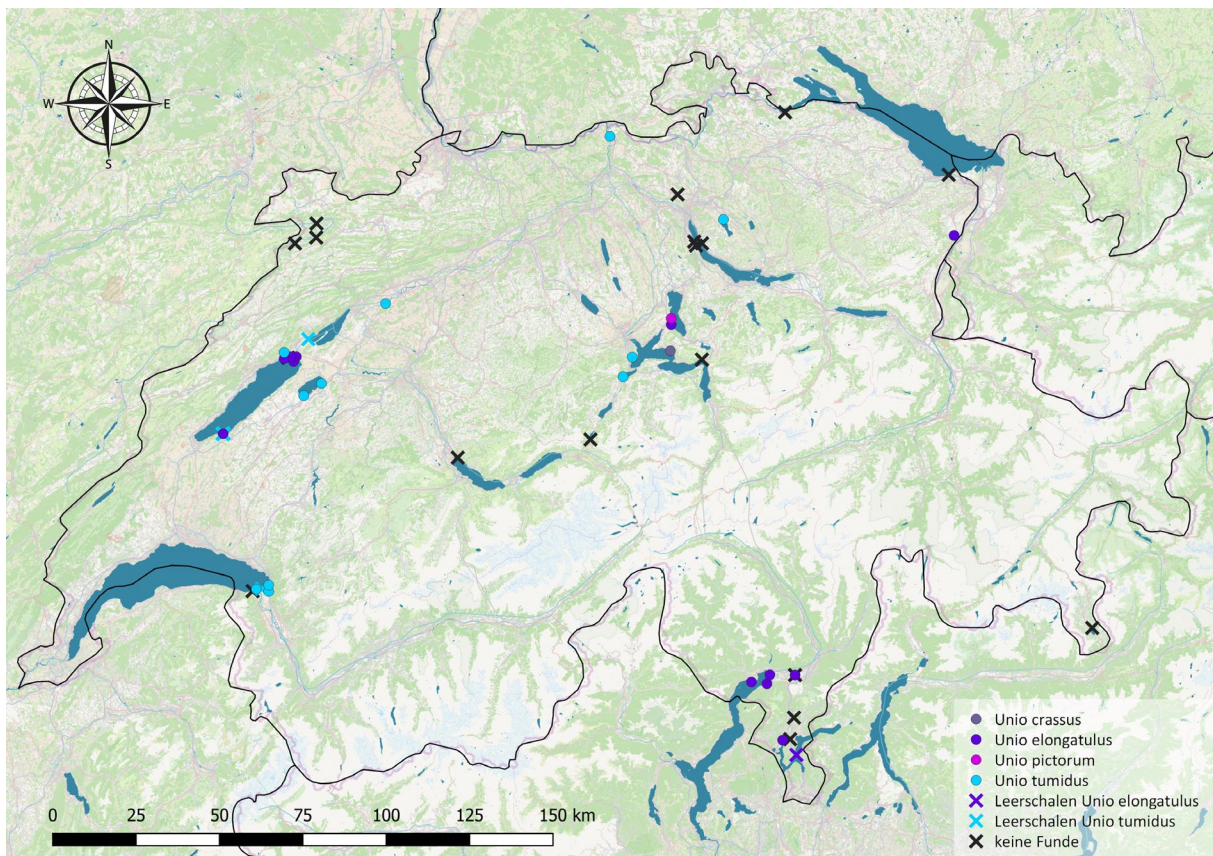 N
W E
S
Unio crassus
Unio elongatulus
Unio pictorum
Unio tumidus
Leerschalen Unio elongatulus
Leerschalen Unio tumidus
keine Funde
0 25 50 75 100 125 150 km